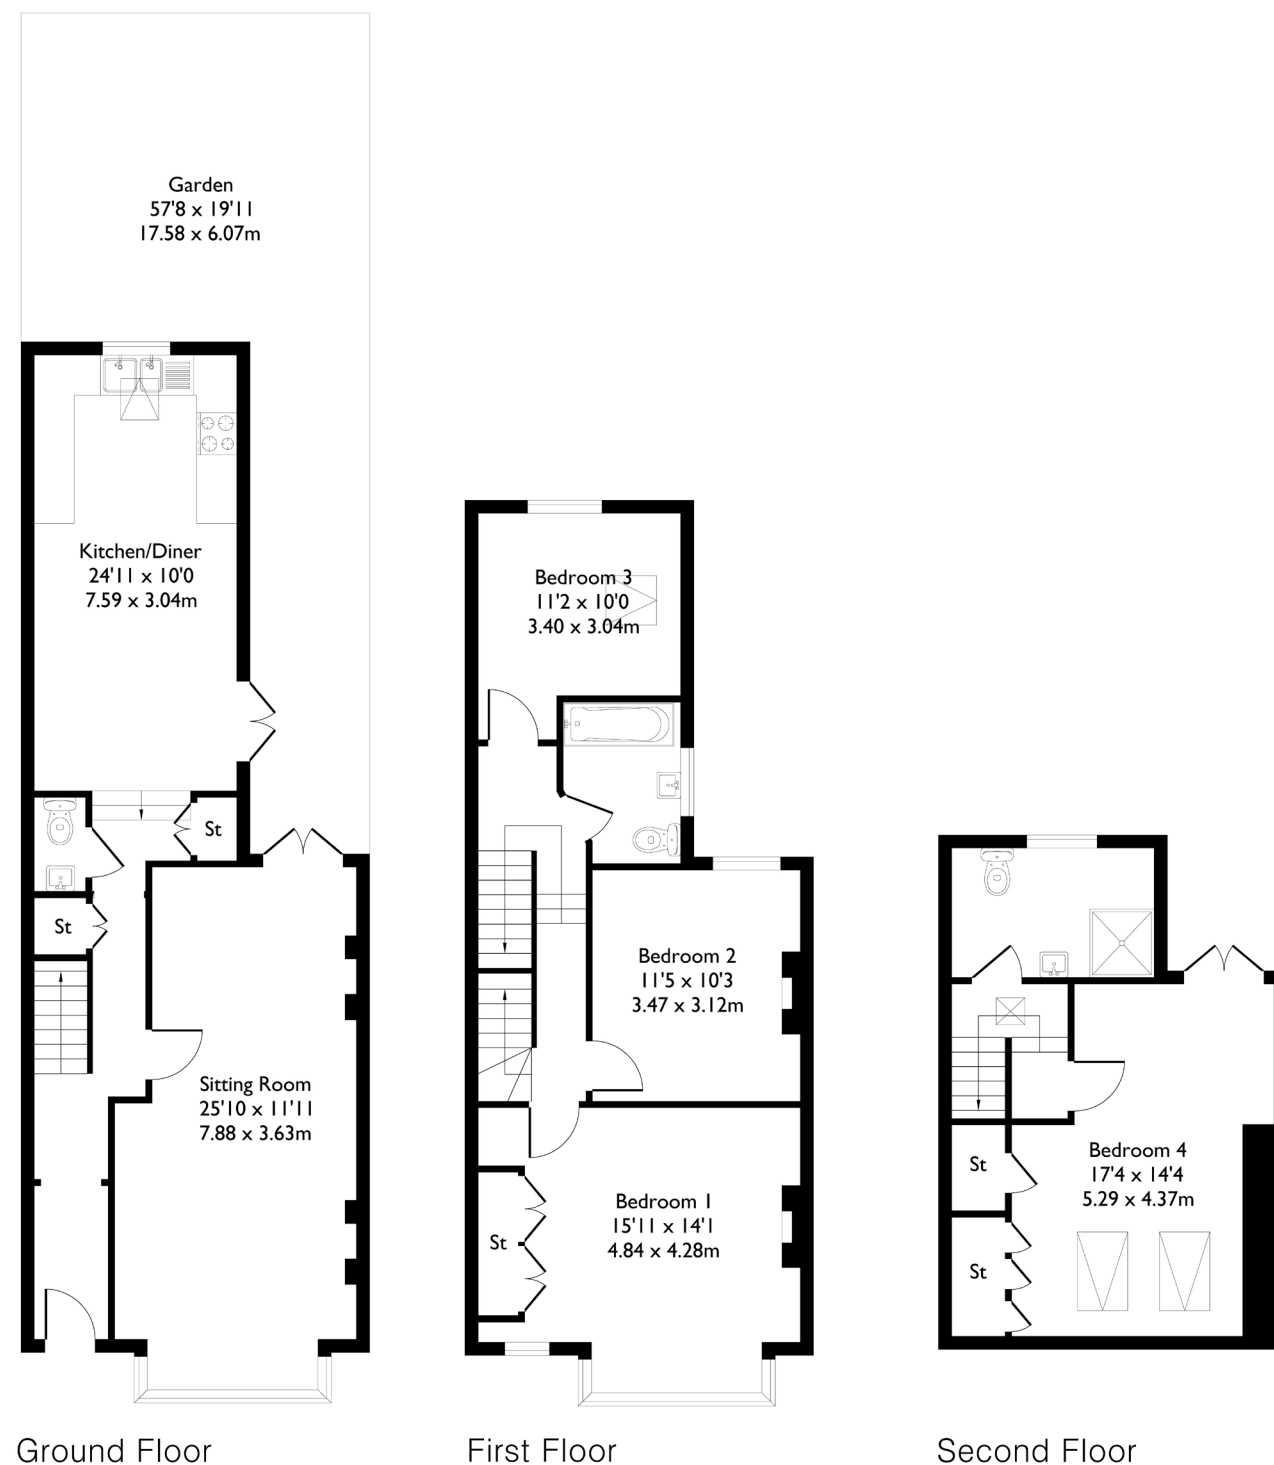 Garden
57'8 x 19'11
17.58 x 6.07m
Kitchen/Diner
24'11 x 10'0
7.59 x 3.04m
St
St
Sitting Room
25'10 x 11'11
7.88 x 3.63m
Ground Floor
Bedroom 3
11'2 x 10'0
3.40 x 3.04m
Bedroom 2
11'5 x 10'3
3.47 x 3.12m
Bedroom 1
15'11 x 14'1
4.84 x 4.28m
St
First Floor
Bedroom 4
17'4 x 14'4
5.29 x 4.37m
St
St
Second Floor